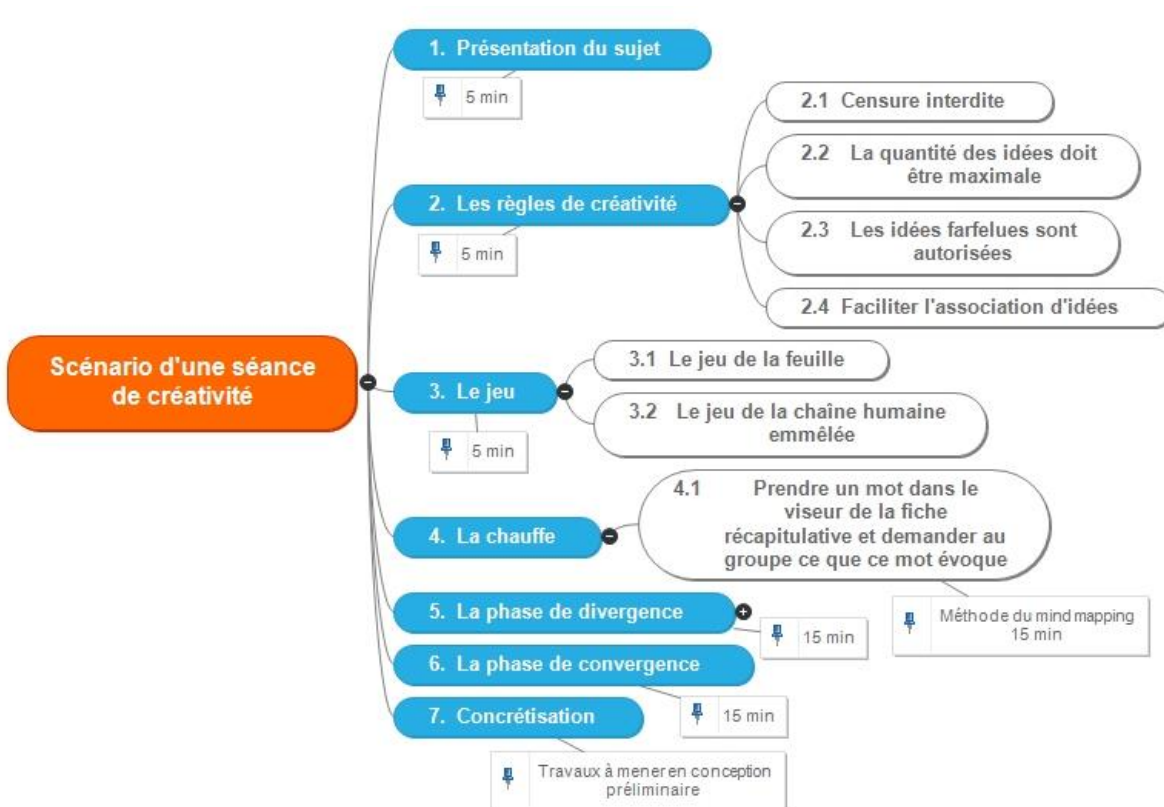 Scénario d'une séance
de créativité
1. Présentation du sujet
5 min
2. Les règles de créativité
5 min
2.1 Censure interdite
2.2 La quantité des idées doit
être maximale
2.3 Les idées farfelues sont
autorisées
2.4 Faciliter l'association d'idées
3. Le jeu
5 min
3.1 Le jeu de la feuille
3.2 Le jeu de la chaîne humaine
emmêlée
4. La chauffe
4.1 Prendre un mot dans le
viseur de la fiche
récapitulative et demander au
groupe ce que ce mot évoque
Méthode du mind mapping
15 min
5. La phase de divergence
15 min
6. La phase de convergence
15 min
7. Concrétisation
Travaux à mener en conception
préliminaire